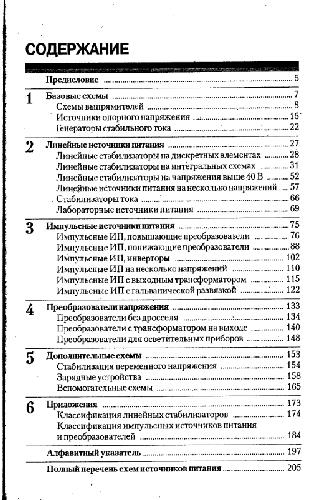 СОДЕРЖАНИЕ
Предисловие 5
1 Базовые схемы 7
Схемы выпрямителей 8
Источники опорного напряжения 15
Генераторы стабильного тока 22
2 Линейные источники питания 27
Линейные стабилизаторы на дискретных элементах 28
Линейные стабилизаторы на интегральных схемах 31
Линейные стабилизаторы на напряжения выше 40 В 52
Линейные источники питания на несколько напряжений 57
Стабилизаторы тока 66
Лабораторные источники питания 69
3 Импульсные источники питания 75
Импульсные ИП, повышающие преобразователи 76
Импульсные ИП, понижающие преобразователи 88
Импульсные ИП, инверторы 102
Импульсные ИП на несколько напряжений 110
Импульсные ИП с выходным трансформатором 115
Импульсные ИП с гальванической развязкой 122
4 Преобразователи напряжения 133
Преобразователи без дросселя 134
Преобразователи с трансформатором на выходе 140
Преобразователи для осветительных приборов 148
5 Дополнительные схемы 153
Стабилизация переменного напряжения 154
Зарядные устройства 158
Вспомогательные схемы 165
6 Приложения 173
Классификация линейных стабилизаторов 174
Классификация импульсных источников питания
и преобразователей 184
Алфавитный указатель 197
Полный перечень схем источников питания 205